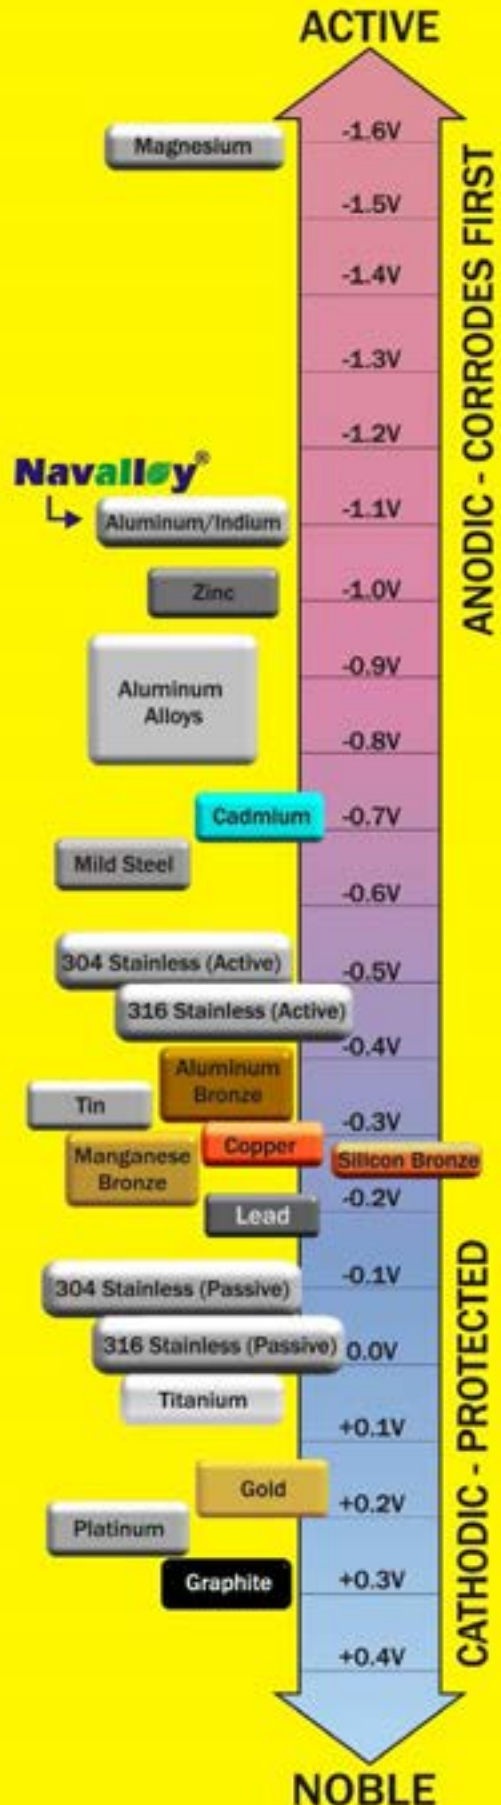 ACTIVE
-1.6V
Magnesium
-1.5V
-1.4V
-1.3V
-1.2V
ANODIC - CORRODES FIRST
Navalloy®
-1.1V
Aluminum/Indium
-1.0V
Zinc
-0.9V
Aluminum
Alloys
-0.8V
Cadmium
-0.7V
Mild Steel
-0.6V
304 Stainless (Active)
-0.5V
316 Stainless (Active)
-0.4V
Aluminum
Bronze
Tin
-0.3V
Copper
Silicon Bronze
Manganese
Bronze
-0.2V
Lead
-0.1V
304 Stainless (Passive)
316 Stainless (Passive)
0.0V
Titanium
+0.1V
CATHODIC - PROTECTED
Gold
+0.2V
Platinum
Graphite
+0.3V
+0.4V
NOBLE